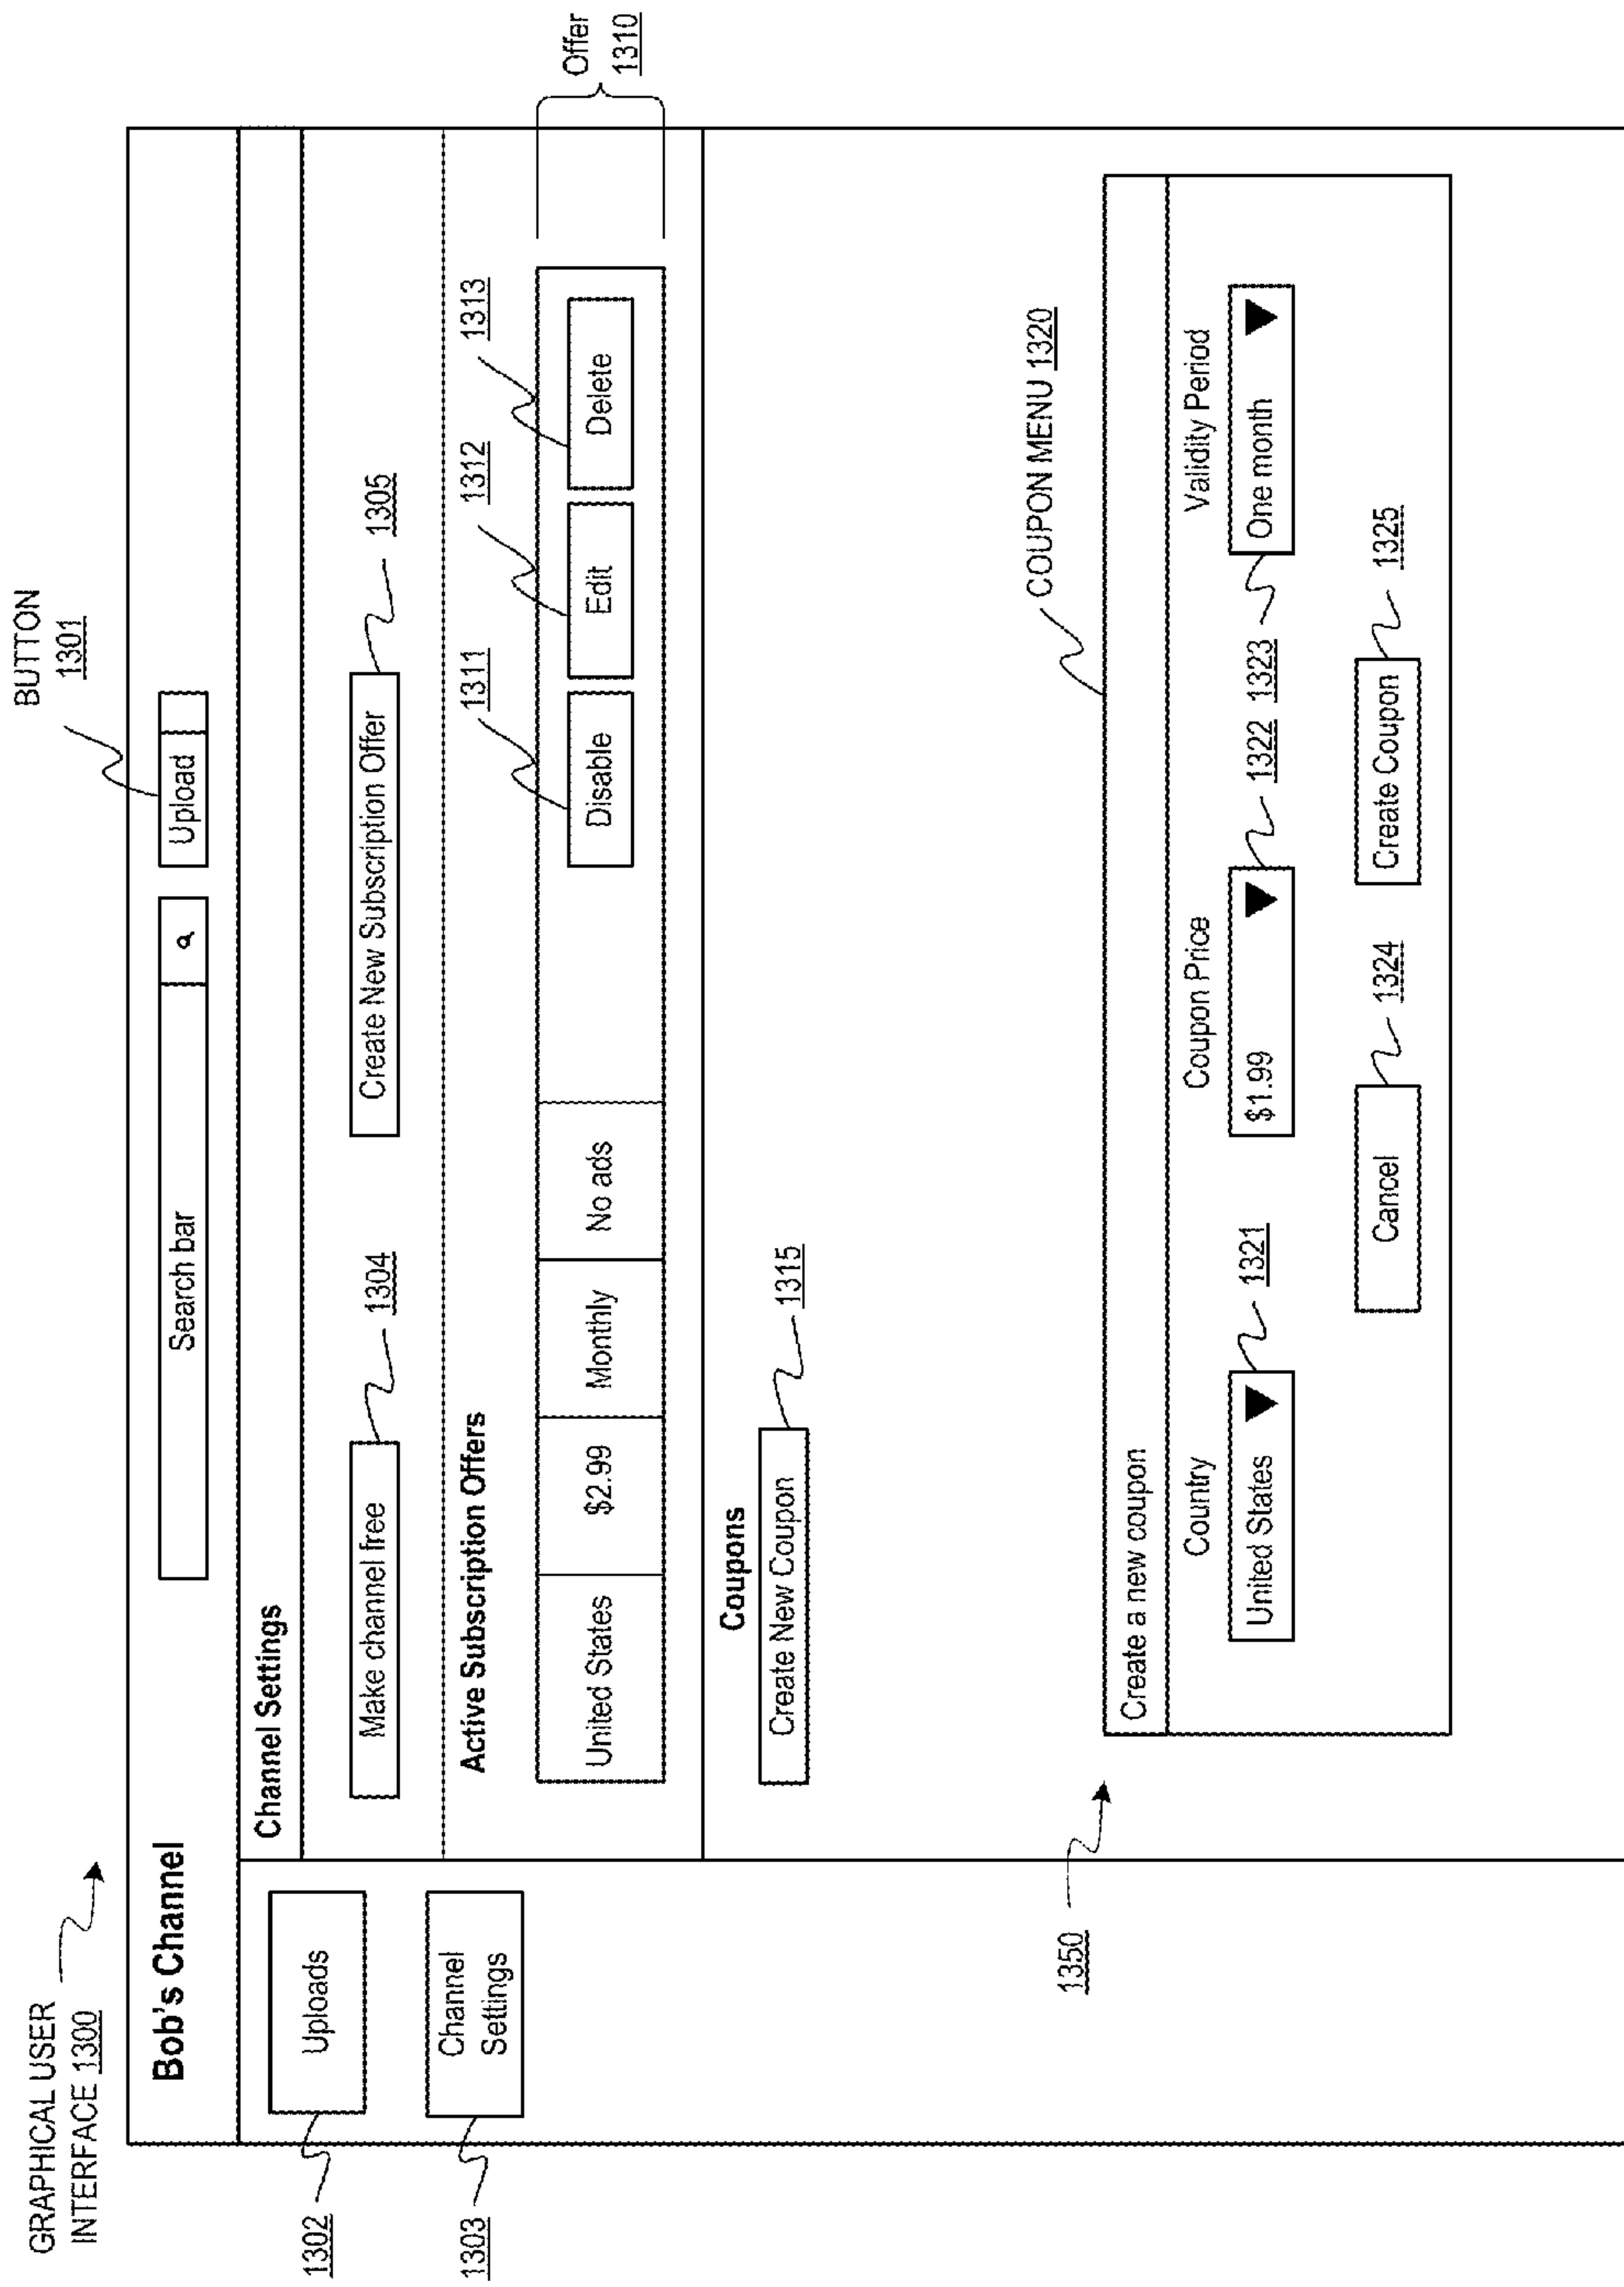 GRAPHICAL USER
INTERFACE 1300
BUTTON
1301
Bob's Channel
Search bar
Upload
1302
Uploads
1303
Channel
Settings
Channel Settings
Make channel free
1304
Create New Subscription Offer
1305
Active Subscription Offers
1311
1312
1313
United States
$2.99
Monthly
No ads
Disable
Edit
Delete
Offer
1310
Coupons
Create New Coupon
1315
1350
COUPON MENU 1320
Create a new coupon
Country
Coupon Price
Validity Period
United States
1321
$1.99
1322
1323
One month
Cancel
1324
Create Coupon
1325